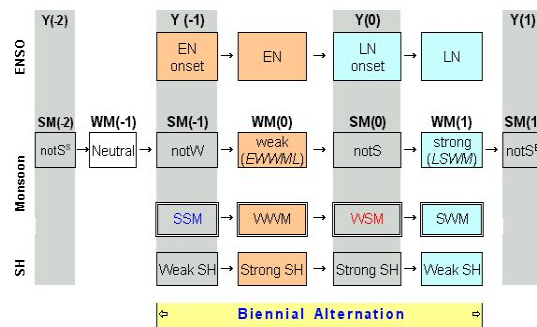 Y(-2) Y (-1) Y(0) Y(1)
ENSO
EN onset → EN → LN onset → LN
SM(-2) WM(-1) SM(-1) WM(0) SM(0) WM(1) SM(1
Monsoon
notS → Neutral → notW → weak (EWWML) → notS → strong (LSWM) → notS
SSM → WWM → WSM → SWM
SH
Weak SH → Strong SH → Strong SH → Weak SH
⇦ Biennial Alternation ⇨